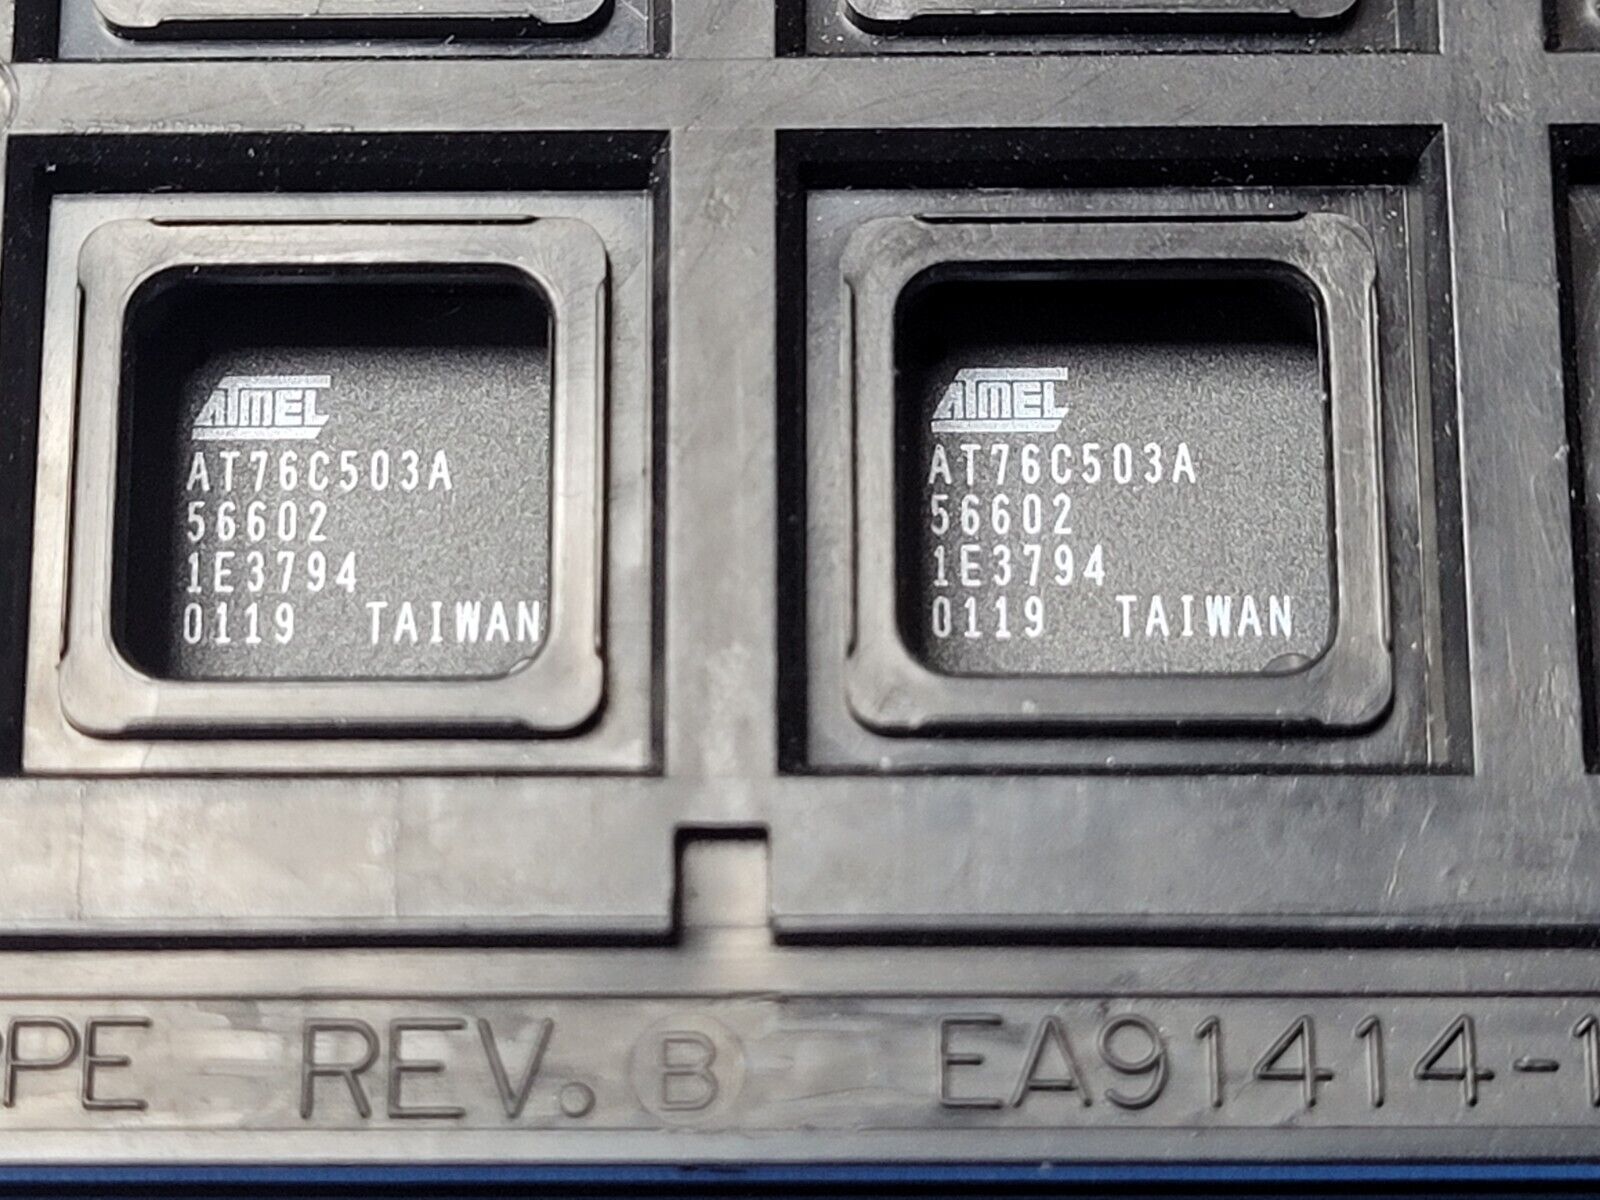 ATMEL
AT76C503A
56602
1E3794
0119 TAIWAN
ATMEL
AT76C503A
56602
1E3794
0119 TAIWAN
PPE REV. B EA91414-1